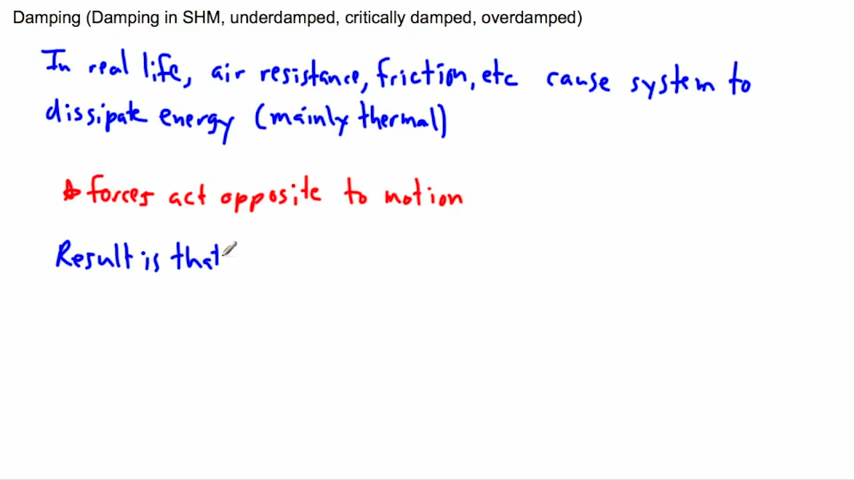 Damping (Damping in SHM, underdamped, critically damped, overdamped)
In real life, air resistance, friction, etc cause system to
dissipate energy (mainly thermal)
forces act opposite to motion
Result is that